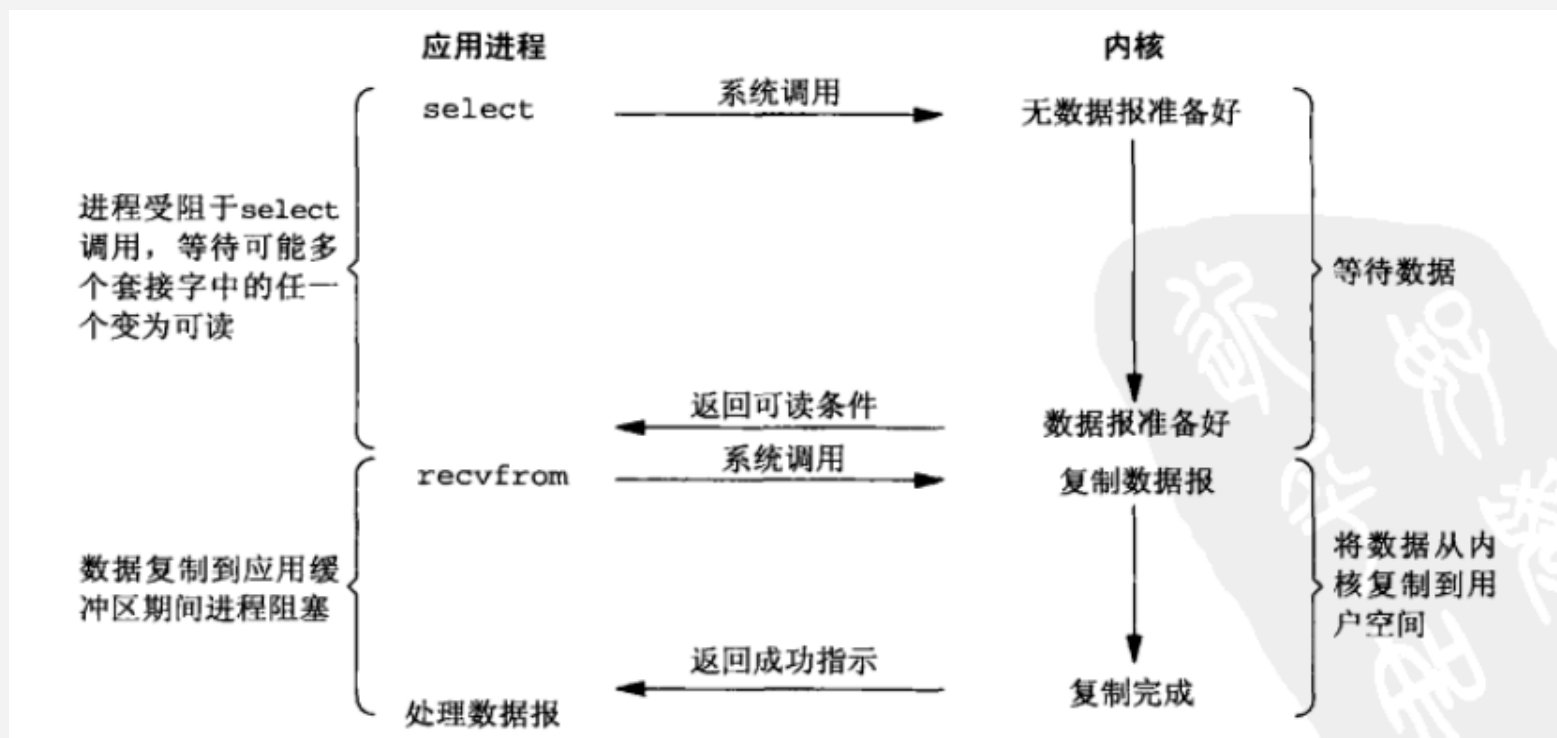 应用进程
内核
select
系统调用
无数据报准备好
进程受阻于select
调用，等待可能多
个套接字中的任一
个变为可读
等待数据
返回可读条件
数据报准备好
recvfrom
系统调用
复制数据报
数据复制到应用缓
冲区期间进程阻塞
将数据从内
核复制到用
户空间
返回成功指示
复制完成
处理数据报